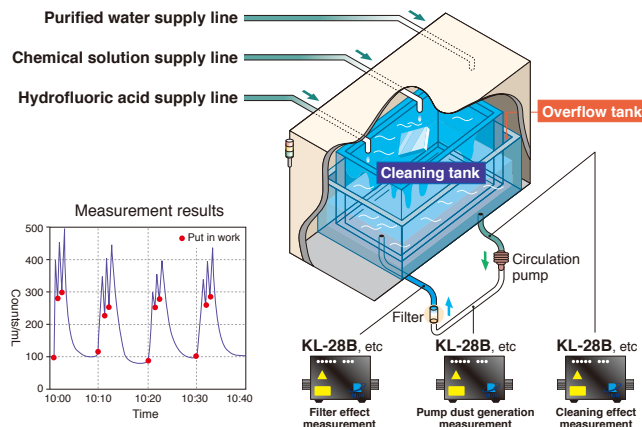 Purified water supply line
Chemical solution supply line
Hydrofluoric acid supply line
Overflow tank
Cleaning tank
Measurement results
Put in work
500
400
300
200
100
0
Counts/mL
10:00 10:10 10:20 10:30 10:40
Time
Circulation
pump
Filter
KL-28B, etc
KL-28B, etc
KL-28B, etc
Filter effect
measurement
Pump dust generation
measurement
Cleaning effect
measurement